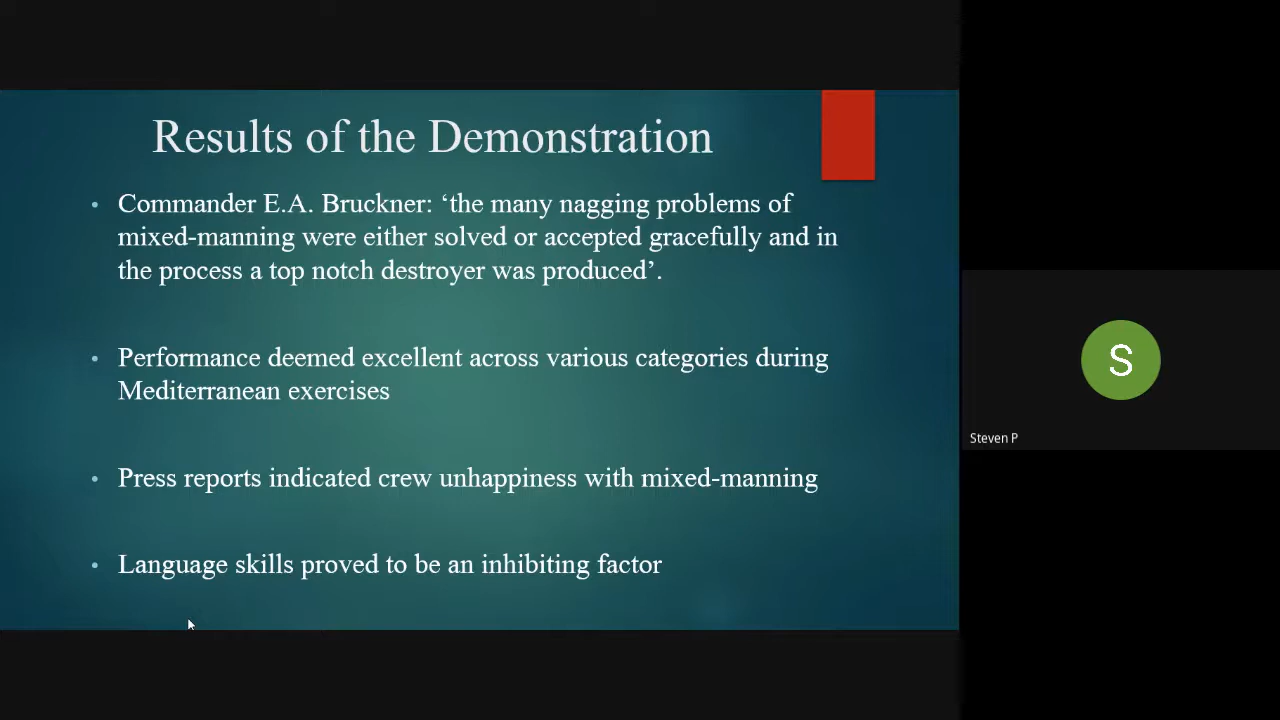 Results of the Demonstration
• Commander E.A. Bruckner: ‘the many nagging problems of
mixed-manning were either solved or accepted gracefully and in
the process a top notch destroyer was produced’.
• Performance deemed excellent across various categories during
Mediterranean exercises
• Press reports indicated crew unhappiness with mixed-manning
• Language skills proved to be an inhibiting factor
S
Steven P